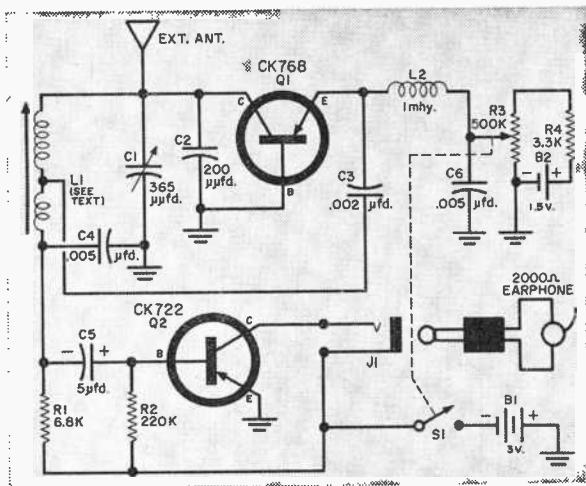 EXT. ANT.
CK768
Q1
C
E
B
L2
1mhy.
R3
500K
R4
3.3K
B2
- +
1.5V.
L1
(SEE
TEXT)
C1
365
µµfd.
C2
200
µµfd.
C3
.002 µfd.
C6
.005 µfd.
C4
.005 µfd.
CK722
Q2
C
B
E
- C5 +
5µfd.
R1
6.8K
R2
220K
J1
2000Ω
EARPHONE
S1
B1
- +
3V.